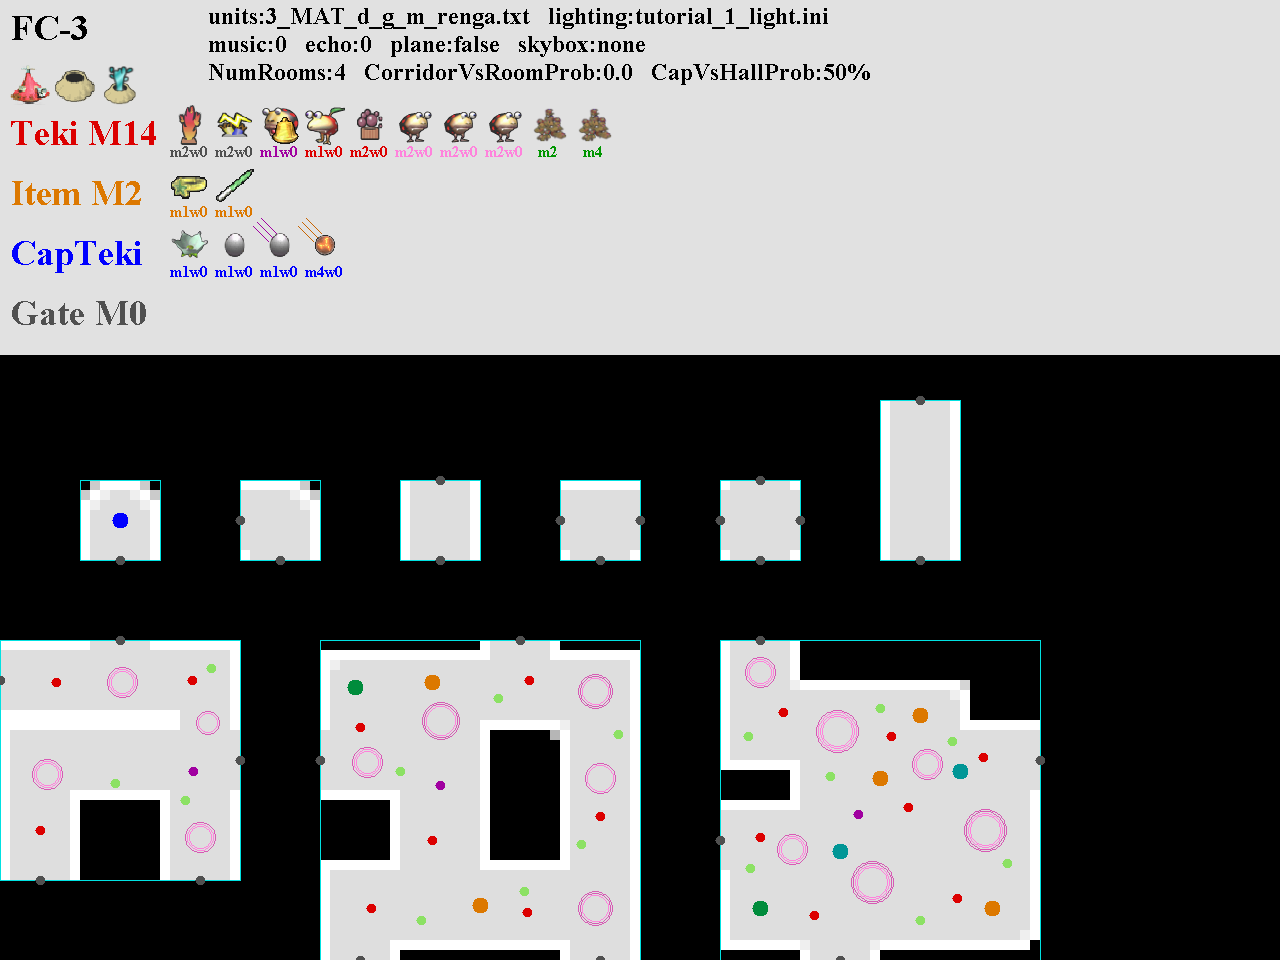 FC-3
units:3_MAT_d_g_m_renga.txt lighting:tutorial_1_light.ini
music:0 echo:0 plane:false skybox:none
NumRooms:4 CorridorVsRoomProb:0.0 CapVsHallProb:50%
Teki M14
m2w0 m2w0 m1w0 m1w0 m2w0 m2w0 m2w0 m2w0 m2 m4
Item M2
m1w0 m1w0
CapTeki
m1w0 m1w0 m1w0 m4w0
Gate M0